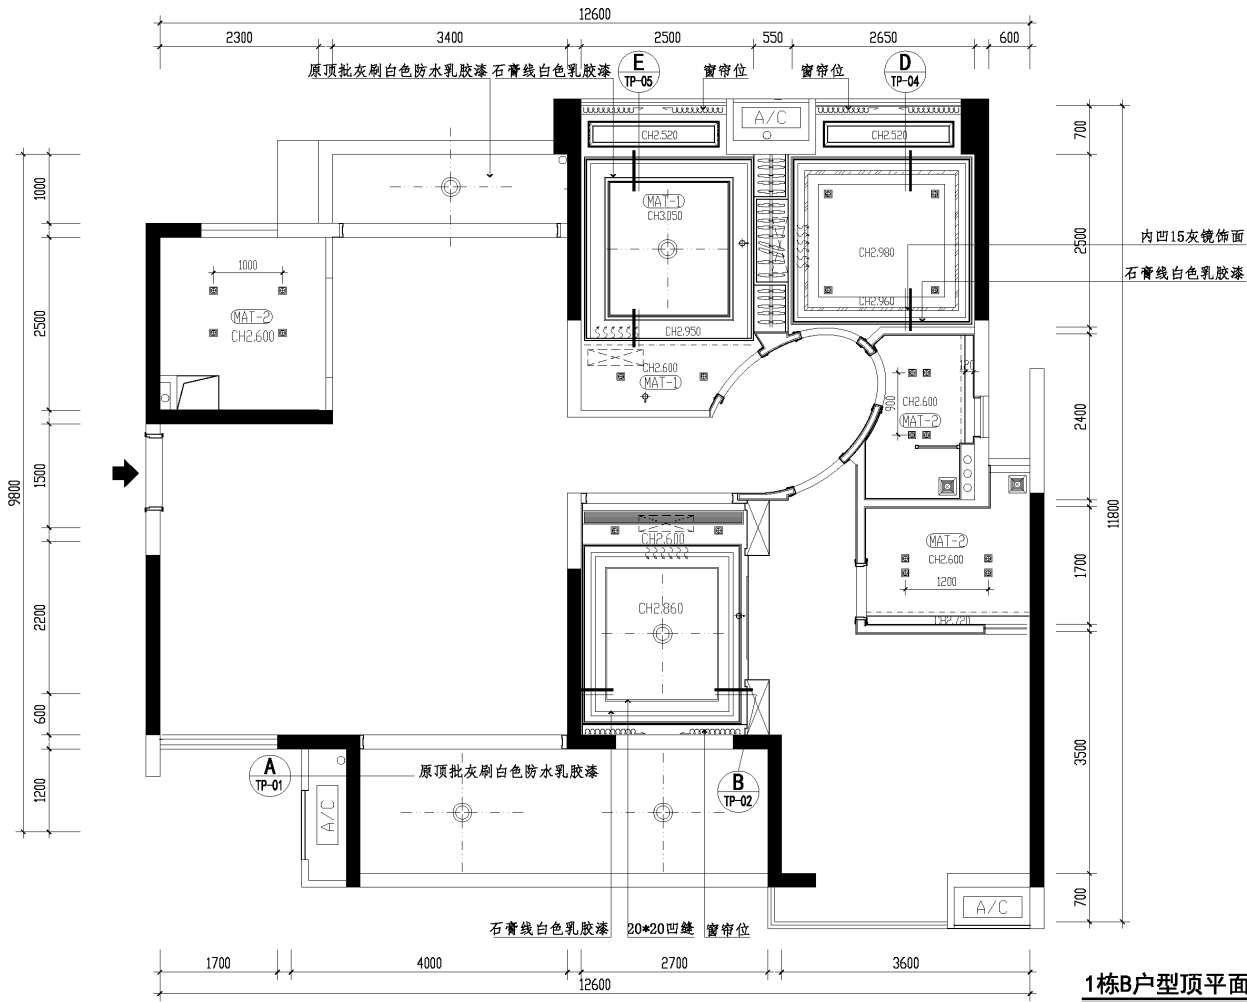 12600
2300
3400
2500
550
2650
600
原顶批灰刷白色防水乳胶漆
石膏线白色乳胶漆
E
TP-05
窗帘位
窗帘位
D
TP-04
A/C
CH2.520
CH2.520
700
1000
MAT-1
CH3.050
CH2.980
内凹15灰镜饰面
石膏线白色乳胶漆
2500
1000
MAT-2
CH2.600
2500
CH2.950
CH2.960
CH2.600
MAT-1
120
900
CH2.600
MAT-2
2400
9800
1500
11800
CH2.600
MAT-2
CH2.600
1200
1700
CH2.860
CH2.720
2200
600
3500
1200
A
TP-01
原顶批灰刷白色防水乳胶漆
B
TP-02
A/C
A/C
700
石膏线白色乳胶漆
20*20凹缝
窗帘位
1700
4000
2700
3600
12600
1栋B户型顶平面